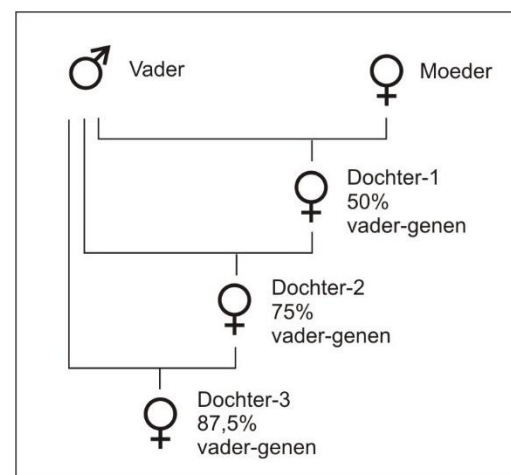 Vader
Moeder
Dochter-1
50%
vader-genen
Dochter-2
75%
vader-genen
Dochter-3
87,5%
vader-genen